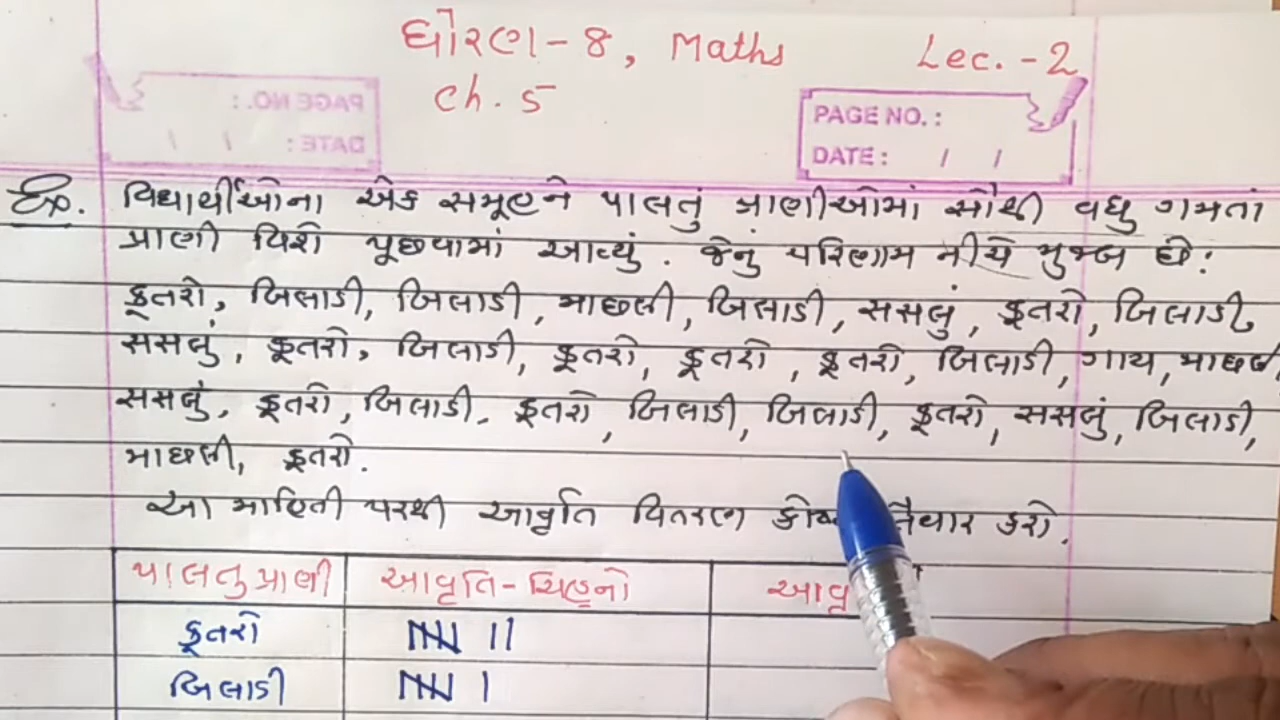 ધોરણ - 8, Maths Lec. - 2
Ch. 5
PAGE NO. :
DATE : / /
Ex. વિદ્યાર્થીઓના એક સમૂહને પાલતું પ્રાણીઓમાં સૌથી વધુ ગમતાં
પ્રાણી વિશે પૂછવામાં આવ્યું. જેનું પરિણામ નીચે મુજબ છે:
કૂતરો, બિલાડી, બિલાડી, માછલી, બિલાડી, સસલું, કૂતરો, બિલાડી,
સસલું, કૂતરો, બિલાડી, કૂતરો, કૂતરો, કૂતરો, બિલાડી, ગાય, માછલી,
સસલું, કૂતરો, બિલાડી, કૂતરો, બિલાડી, બિલાડી, કૂતરો, સસલું, બિલાડી,
માછલી, કૂતરો.
આ માહિતી પરથી આવૃતિ વિતરણ તૈયાર કરો.
પાલતુ પ્રાણી આવૃતિ - ચિહ્નો
કૂતરો
બિલાડી